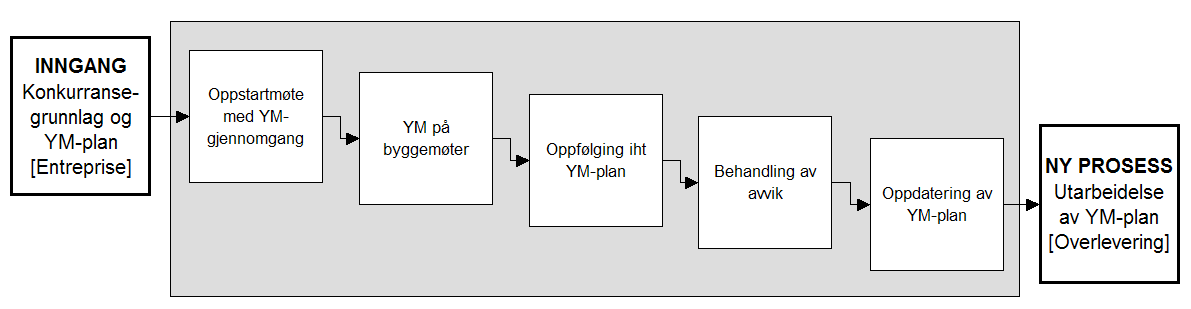 INNGANG
Konkurranse-
grunnlag og
YM-plan
[Entreprise]
Oppstartmøte
med YM-
gjennomgang
YM på
byggemøter
Oppfølging iht
YM-plan
Behandling av
avvik
Oppdatering av
YM-plan
NY PROSESS
Utarbeidelse
av YM-plan
[Overlevering]